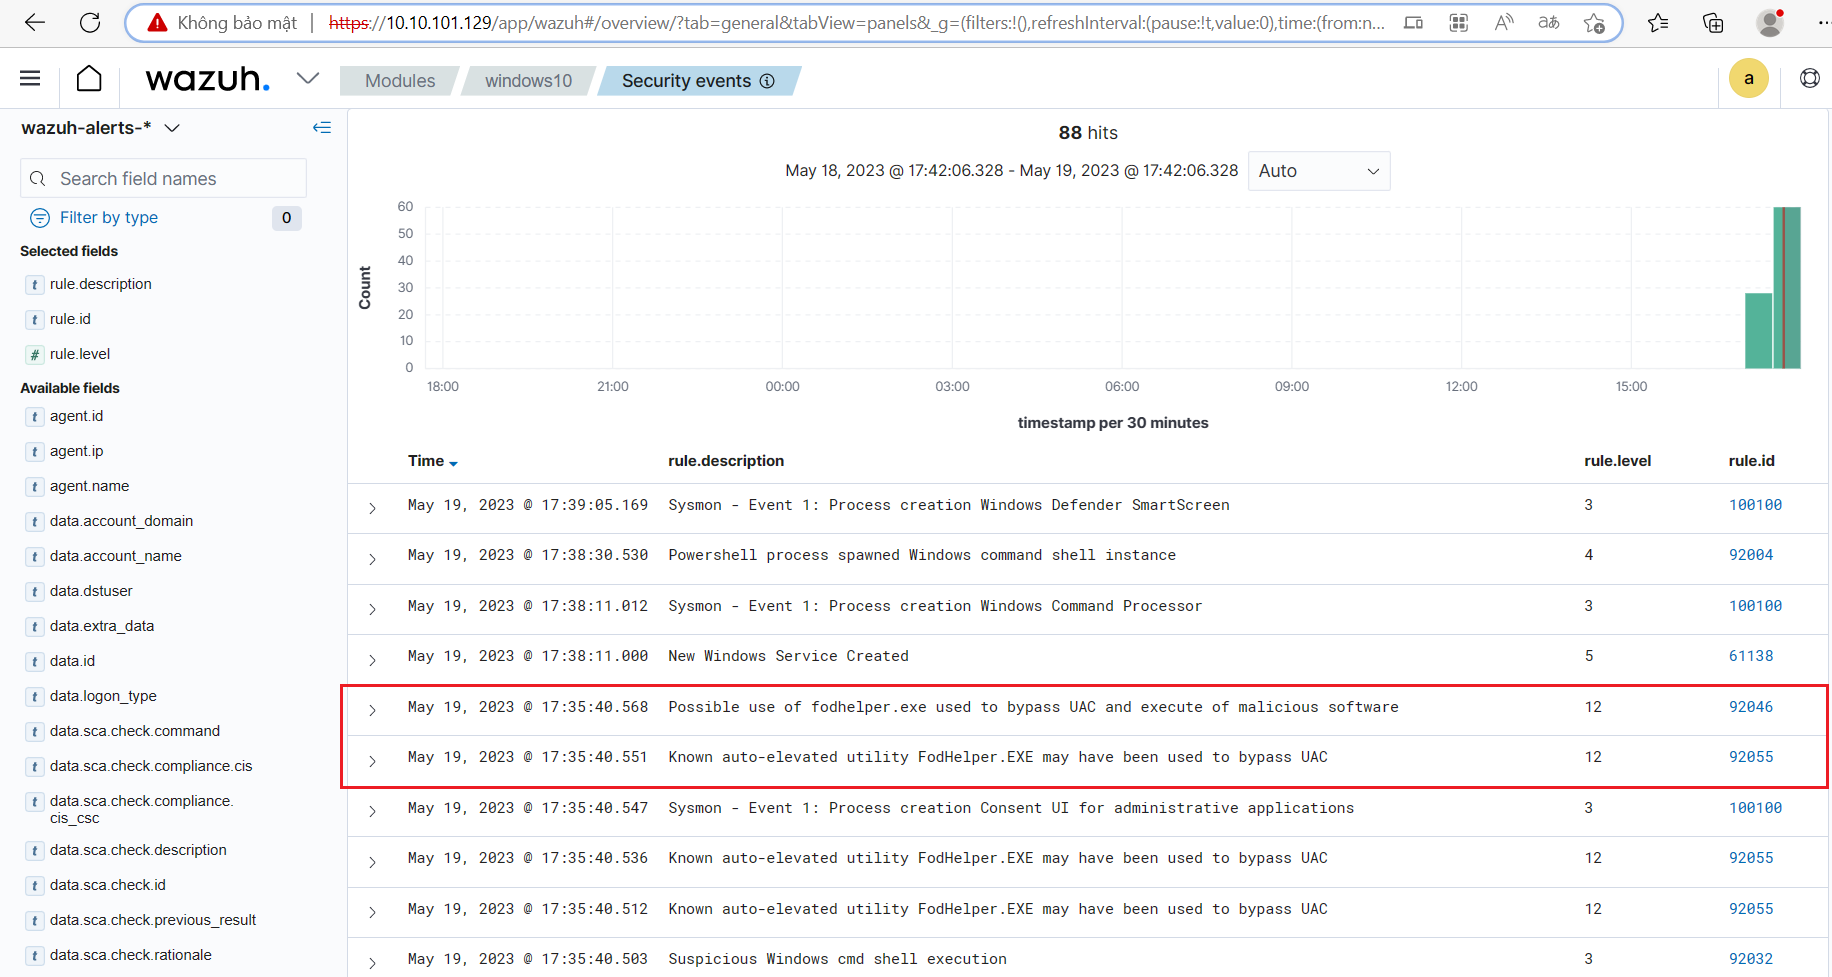 Không bảo mật | https://10.10.101.129/app/wazuh#/overview/?tab=general&tabView=panels&_g=(filters:!(),refreshInterval:(pause:!t,value:0),time:(from:n...
wazuh. Modules windows10 Security events a
wazuh-alerts-*
Search field names
Filter by type 0
Selected fields
t rule.description
t rule.id
# rule.level
Available fields
t agent.id
t agent.ip
t agent.name
t data.account_domain
t data.account_name
t data.dstuser
t data.extra_data
t data.id
t data.logon_type
t data.sca.check.command
t data.sca.check.compliance.cis
t data.sca.check.compliance.
cis_csc
t data.sca.check.description
t data.sca.check.id
t data.sca.check.previous_result
t data.sca.check.rationale
88 hits
May 18, 2023 @ 17:42:06.328 - May 19, 2023 @ 17:42:06.328 Auto
Count
60
50
40
30
20
10
0
18:00 21:00 00:00 03:00 06:00 09:00 12:00 15:00
timestamp per 30 minutes
Time rule.description rule.level rule.id
May 19, 2023 @ 17:39:05.169 Sysmon - Event 1: Process creation Windows Defender SmartScreen 3 100100
May 19, 2023 @ 17:38:30.530 Powershell process spawned Windows command shell instance 4 92004
May 19, 2023 @ 17:38:11.012 Sysmon - Event 1: Process creation Windows Command Processor 3 100100
May 19, 2023 @ 17:38:11.000 New Windows Service Created 5 61138
May 19, 2023 @ 17:35:40.568 Possible use of fodhelper.exe used to bypass UAC and execute of malicious software 12 92046
May 19, 2023 @ 17:35:40.551 Known auto-elevated utility FodHelper.EXE may have been used to bypass UAC 12 92055
May 19, 2023 @ 17:35:40.547 Sysmon - Event 1: Process creation Consent UI for administrative applications 3 100100
May 19, 2023 @ 17:35:40.536 Known auto-elevated utility FodHelper.EXE may have been used to bypass UAC 12 92055
May 19, 2023 @ 17:35:40.512 Known auto-elevated utility FodHelper.EXE may have been used to bypass UAC 12 92055
May 19, 2023 @ 17:35:40.503 Suspicious Windows cmd shell execution 3 92032